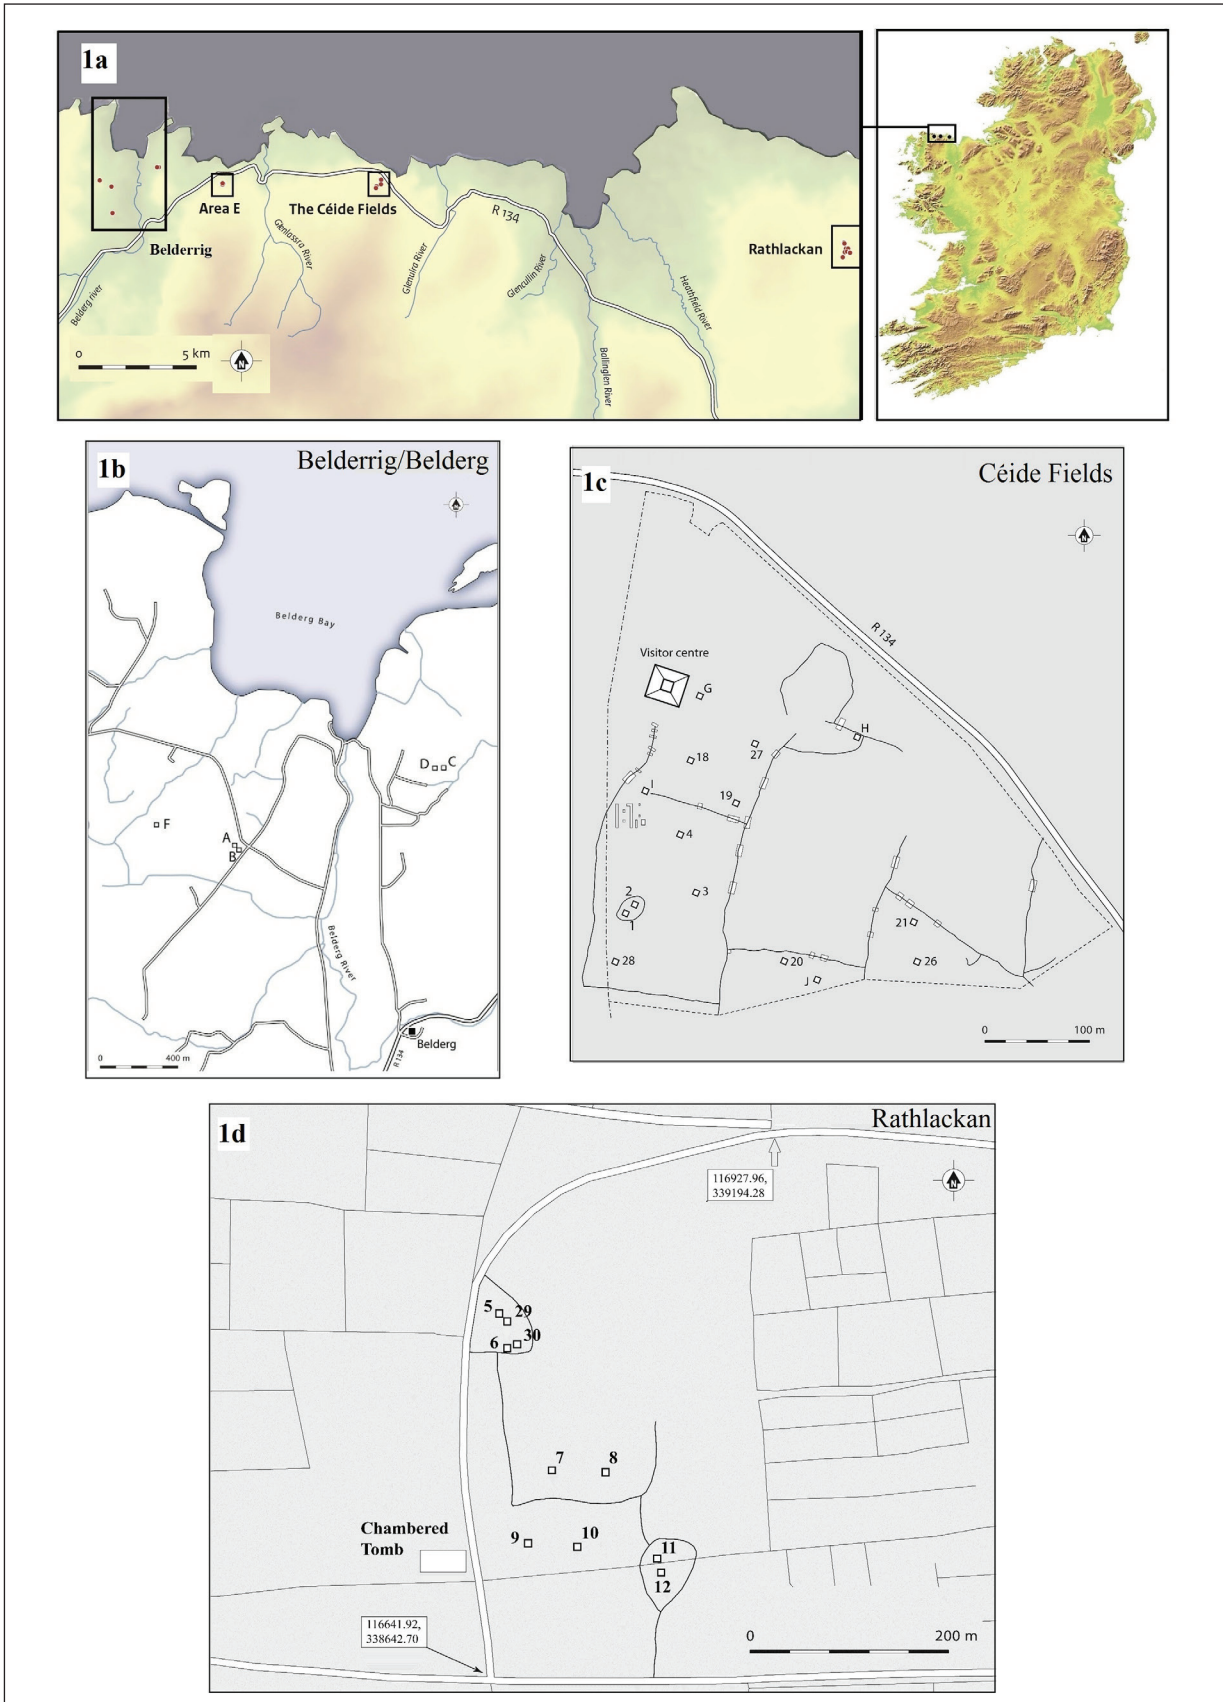 1a
Area E
The Céide Fields
R 134
Belderrig
Rathlackan
Glenlassra River
Glenulra River
Glencullin River
Heathfield River
Belderg river
Ballinglen River
0
5 km
N
1b
Belderrig/Belderg
N
Belderg Bay
D
C
F
A
B
Belderg River
Belderg
R 134
0
400 m
1c
Céide Fields
N
R 134
Visitor centre
G
H
27
18
I
19
4
2
3
1
21
28
20
26
J
0
100 m
1d
Rathlackan
116927.96,
339194.28
N
5
29
30
6
7
8
Chambered
Tomb
9
10
11
12
116641.92,
338642.70
0
200 m